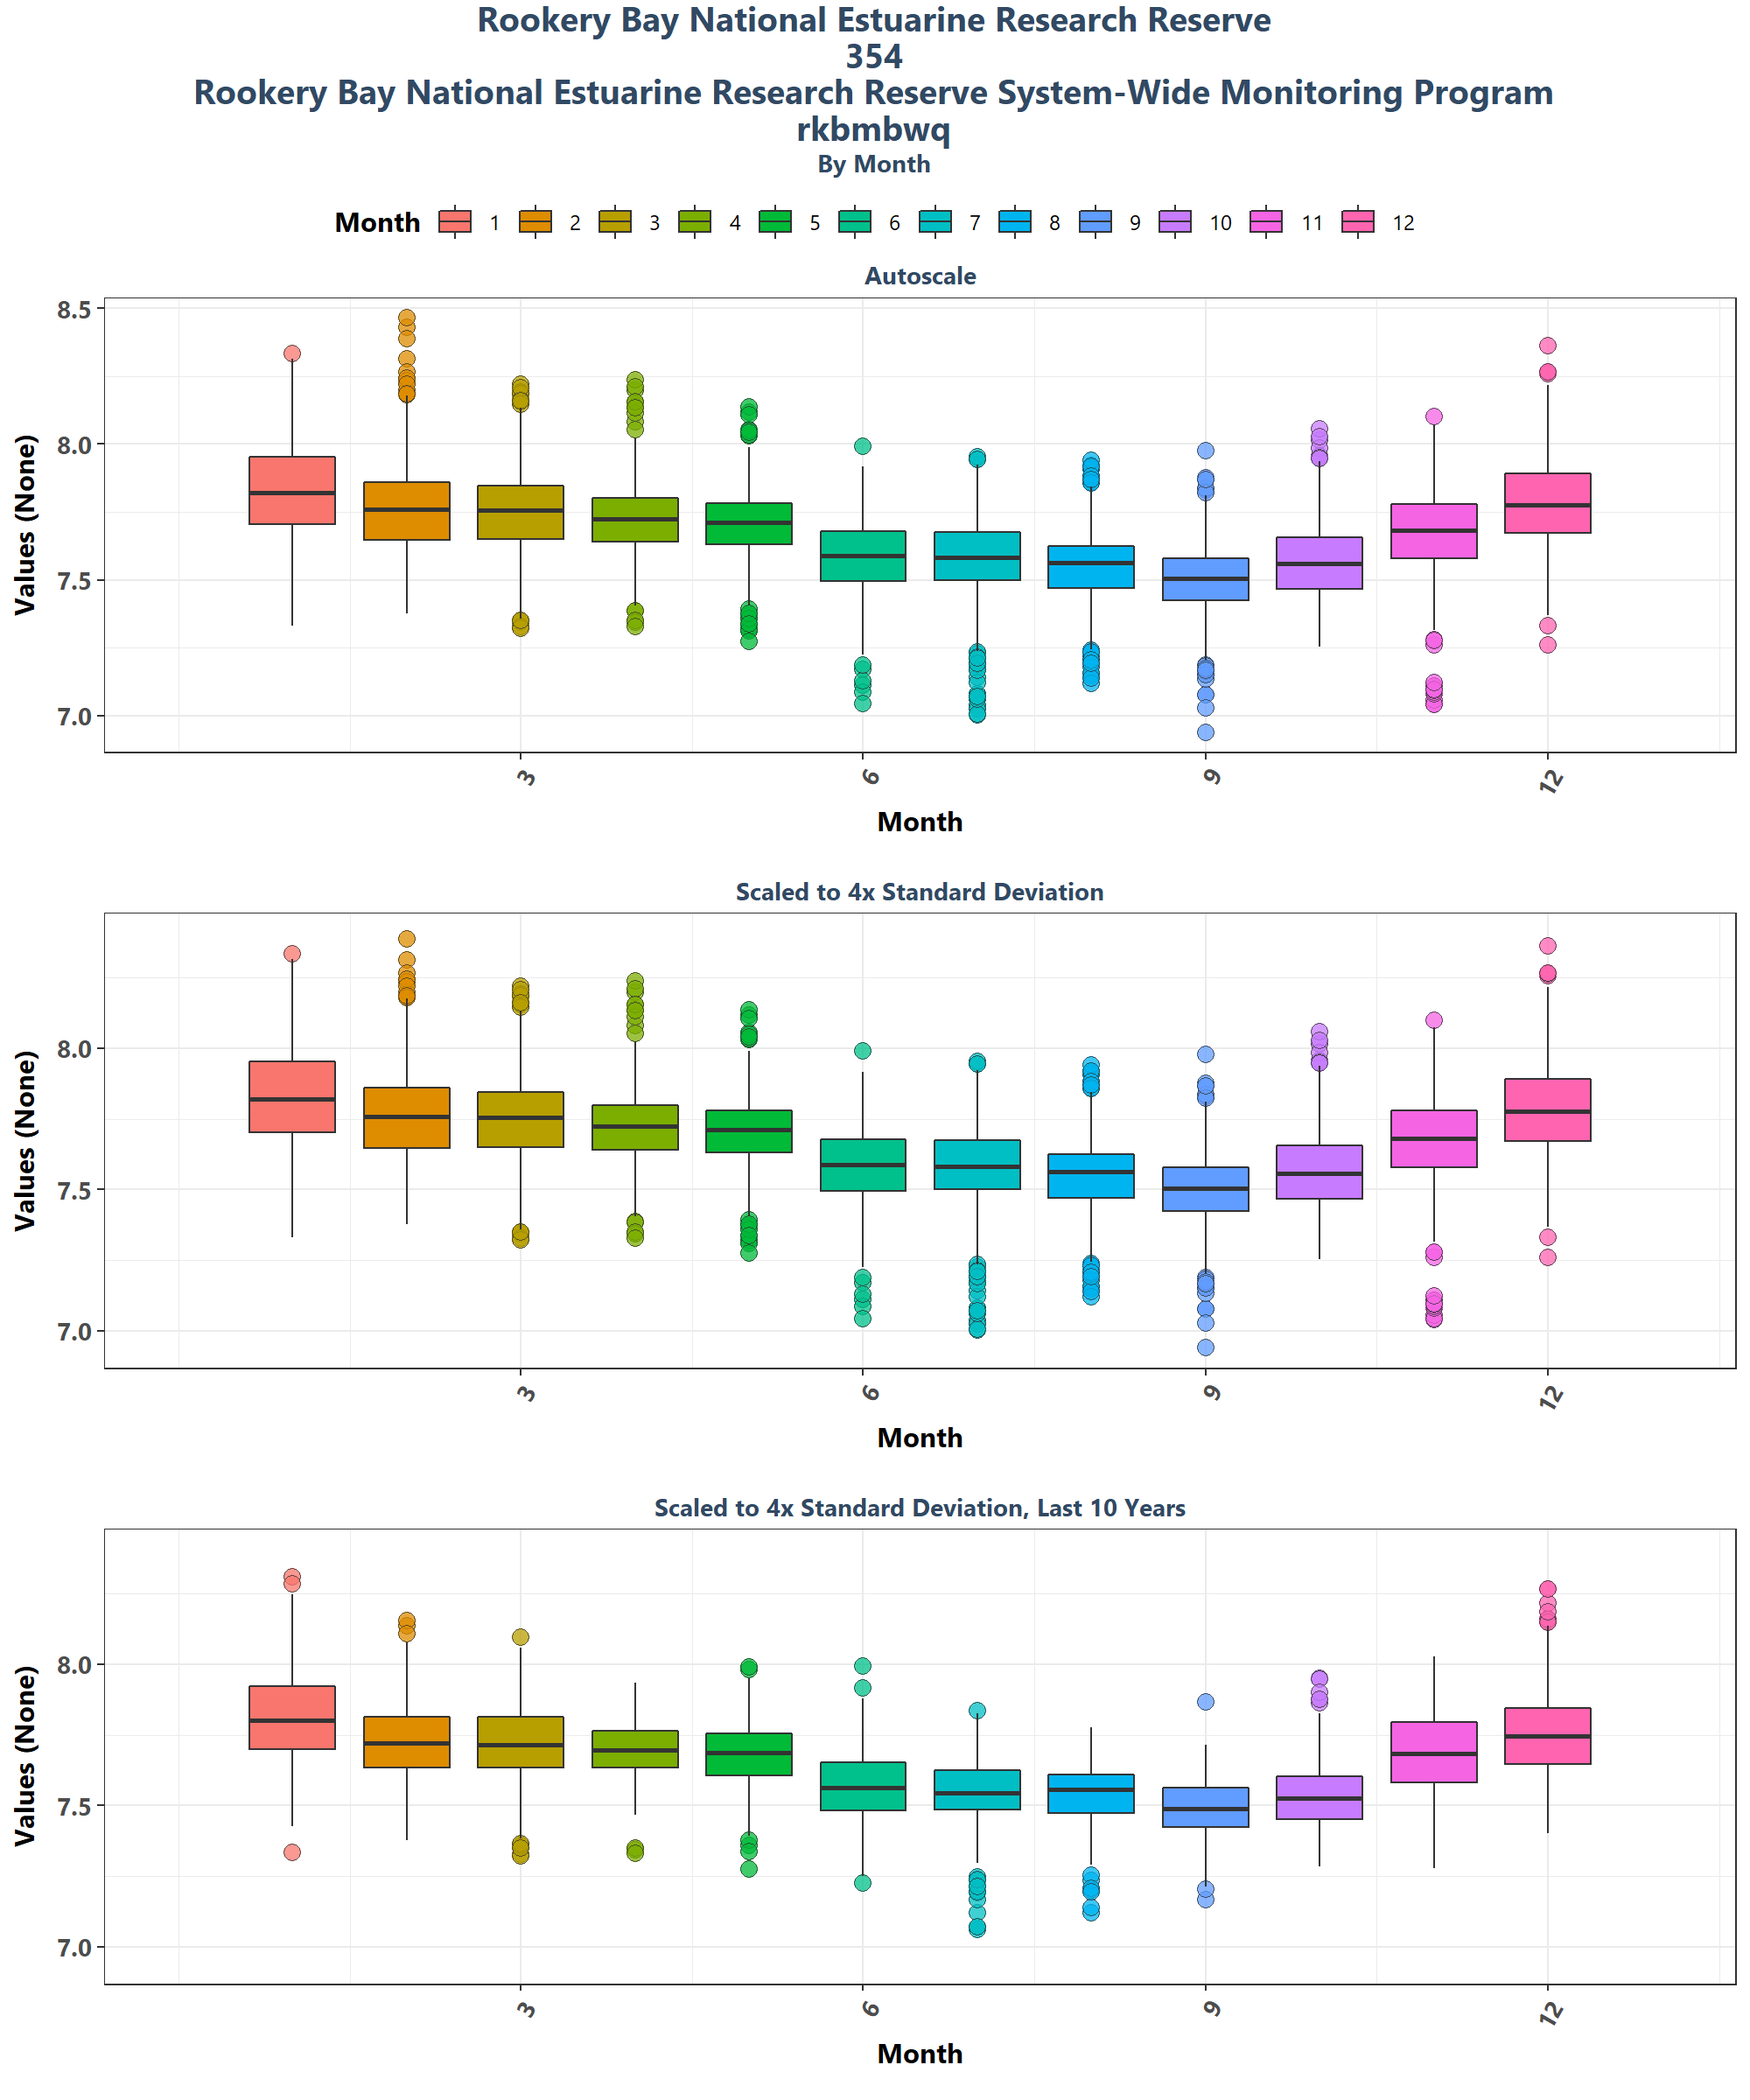 Rookery Bay National Estuarine Research Reserve
354
Rookery Bay National Estuarine Research Reserve System-Wide Monitoring Program
rkbmbwq
By Month
Month 1 2 3 4 5 6 7 8 9 10 11 12
Autoscale
Values (None)
8.5
8.0
7.5
7.0
3 6 9 12
Month
Scaled to 4x Standard Deviation
Values (None)
8.0
7.5
7.0
3 6 9 12
Month
Scaled to 4x Standard Deviation, Last 10 Years
Values (None)
8.0
7.5
7.0
3 6 9 12
Month